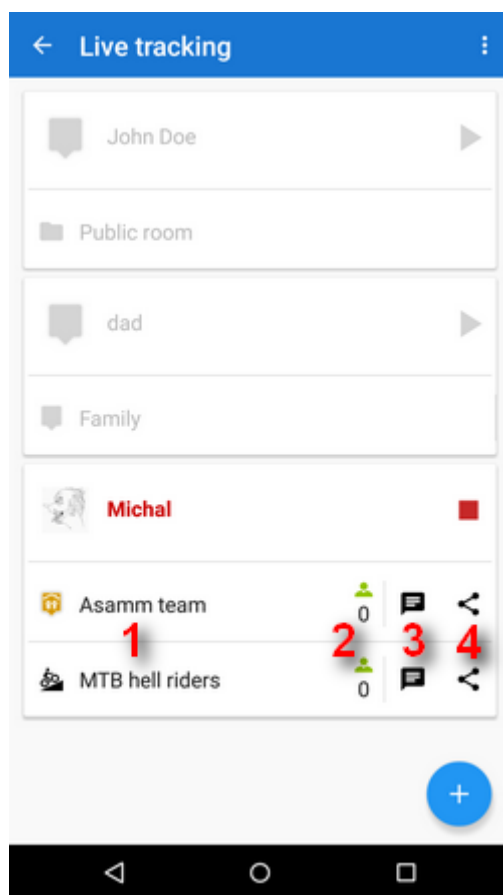 Live tracking
John Doe
Public room
dad
Family
Michal
Asamm team
0
1
2
3
4
MTB hell riders
0